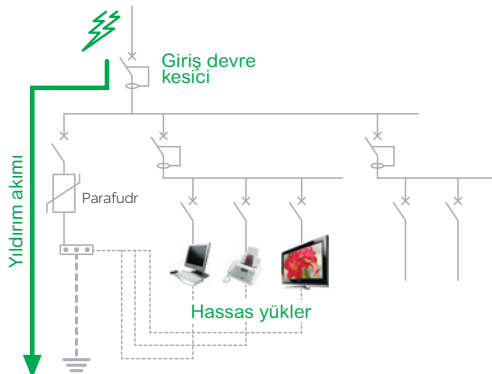 Giriş devre
kesici
Yıldırım akımı
Parafudr
Hassas yükler